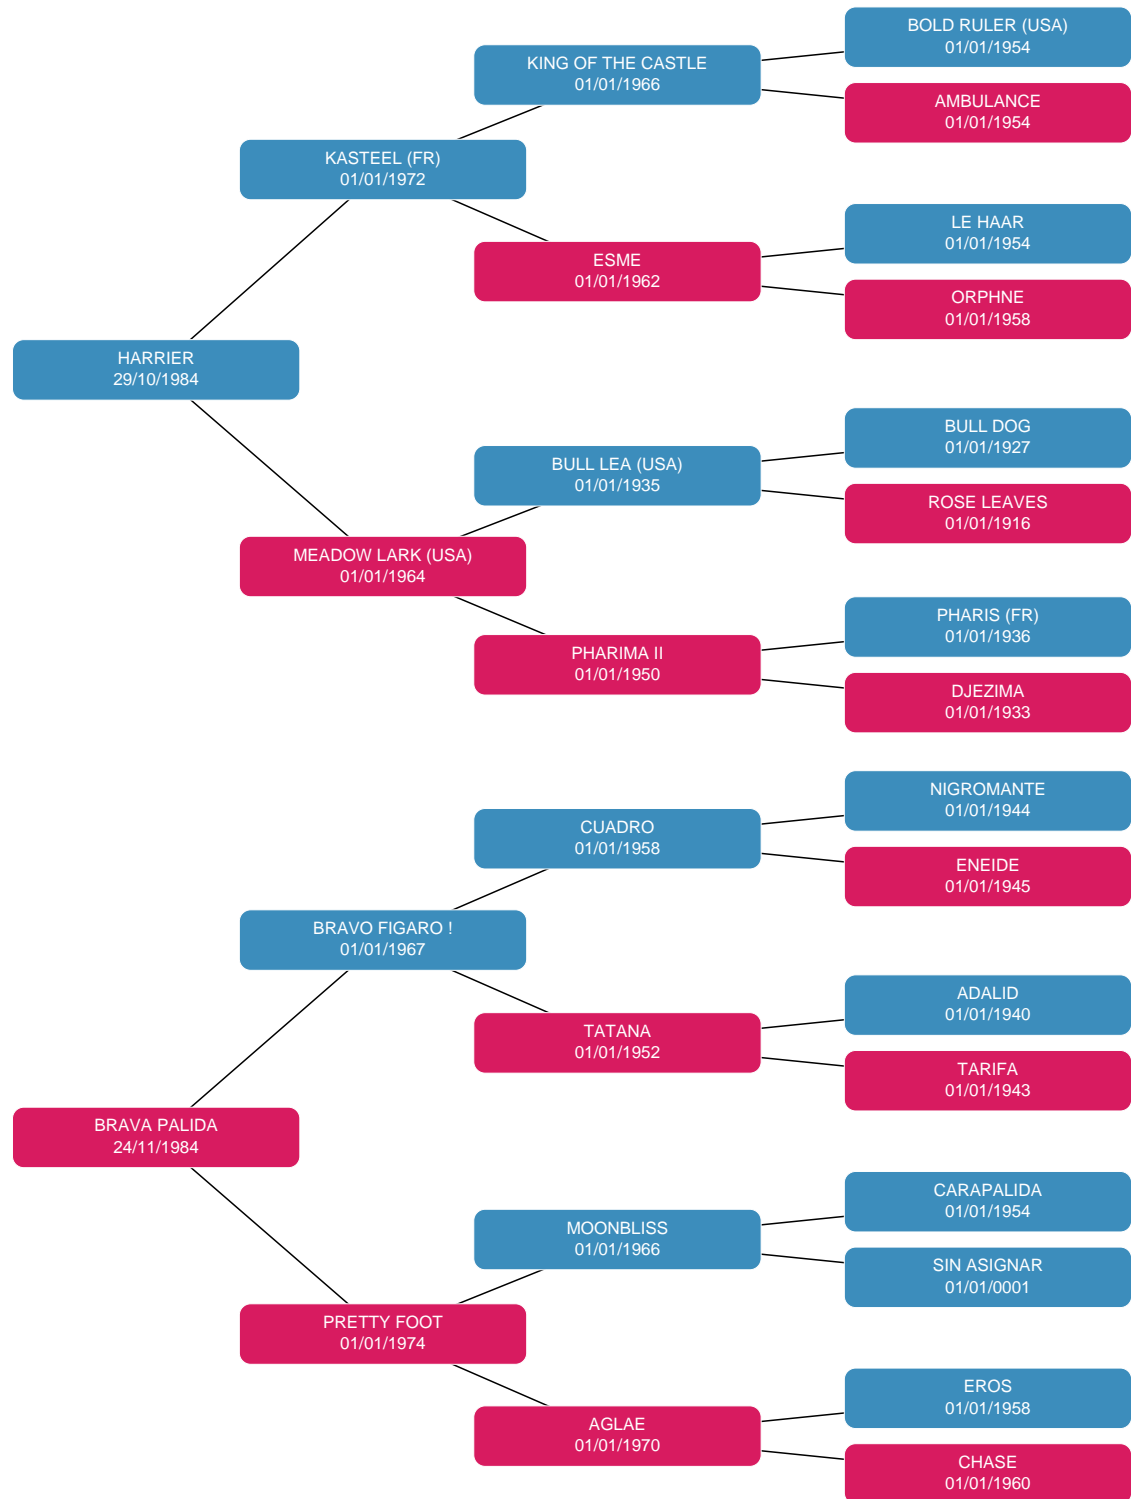 BOLD RULER (USA)
01/01/1954
KING OF THE CASTLE
01/01/1966
AMBULANCE
01/01/1954
KASTEEL (FR)
01/01/1972
LE HAAR
01/01/1954
ESME
01/01/1962
ORPHNE
01/01/1958
HARRIER
29/10/1984
BULL DOG
01/01/1927
BULL LEA (USA)
01/01/1935
ROSE LEAVES
01/01/1916
MEADOW LARK (USA)
01/01/1964
PHARIS (FR)
01/01/1936
PHARIMA II
01/01/1950
DJEZIMA
01/01/1933
NIGROMANTE
01/01/1944
CUADRO
01/01/1958
ENEIDE
01/01/1945
BRAVO FIGARO !
01/01/1967
ADALID
01/01/1940
TATANA
01/01/1952
TARIFA
01/01/1943
BRAVA PALIDA
24/11/1984
CARAPALIDA
01/01/1954
MOONBLISS
01/01/1966
SIN ASIGNAR
01/01/0001
PRETTY FOOT
01/01/1974
EROS
01/01/1958
AGLAE
01/01/1970
CHASE
01/01/1960